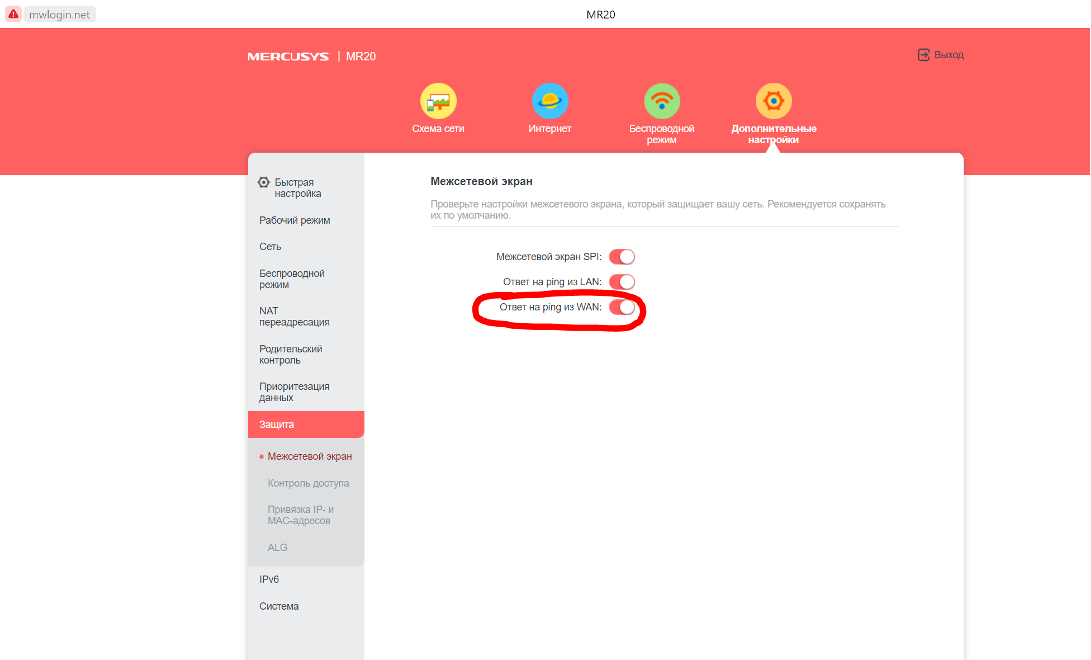 mwlogin.net
MR20
MERCUSYS | MR20
Выход
Схема сети
Интернет
Беспроводной
режим
Дополнительные
настройки
Быстрая
настройка
Рабочий режим
Сеть
Беспроводной
режим
NAT
переадресация
Родительский
контроль
Приоритезация
данных
Защита
Межсетевой экран
Контроль доступа
Привязка IP- и
MAC-адресов
ALG
IPv6
Система
Межсетевой экран
Проверьте настройки межсетевого экрана, который защищает вашу сеть. Рекомендуется сохранять
их по умолчанию.
Межсетевой экран SPI:
Ответ на ping из LAN:
Ответ на ping из WAN: